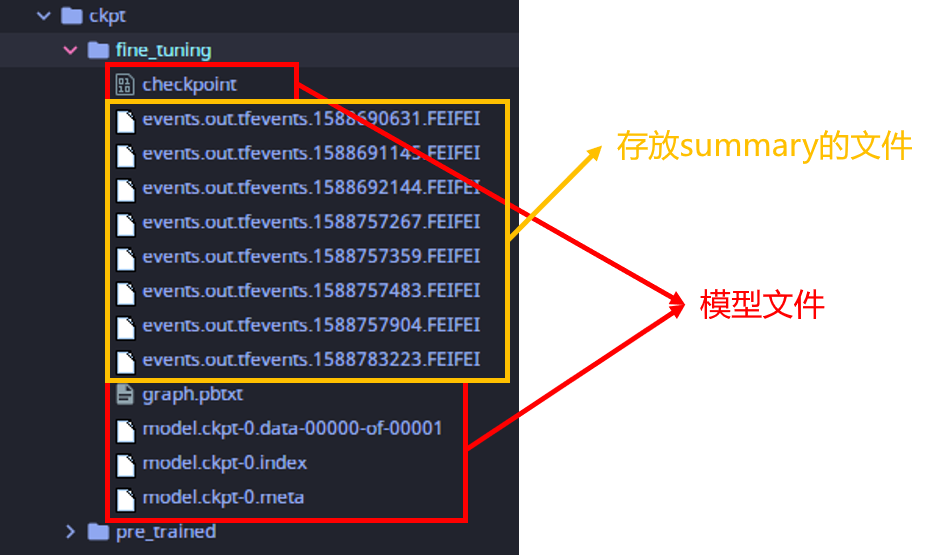 ckpt
fine_tuning
checkpoint
events.out.tfevents.1588690631.FEIFEI
events.out.tfevents.1588691145.FEIFEI
events.out.tfevents.1588692144.FEIFEI
events.out.tfevents.1588757267.FEIFEI
events.out.tfevents.1588757359.FEIFEI
events.out.tfevents.1588757483.FEIFEI
events.out.tfevents.1588757904.FEIFEI
events.out.tfevents.1588783223.FEIFEI
graph.pbtxt
model.ckpt-0.data-00000-of-00001
model.ckpt-0.index
model.ckpt-0.meta
pre_trained
存放summary的文件
模型文件